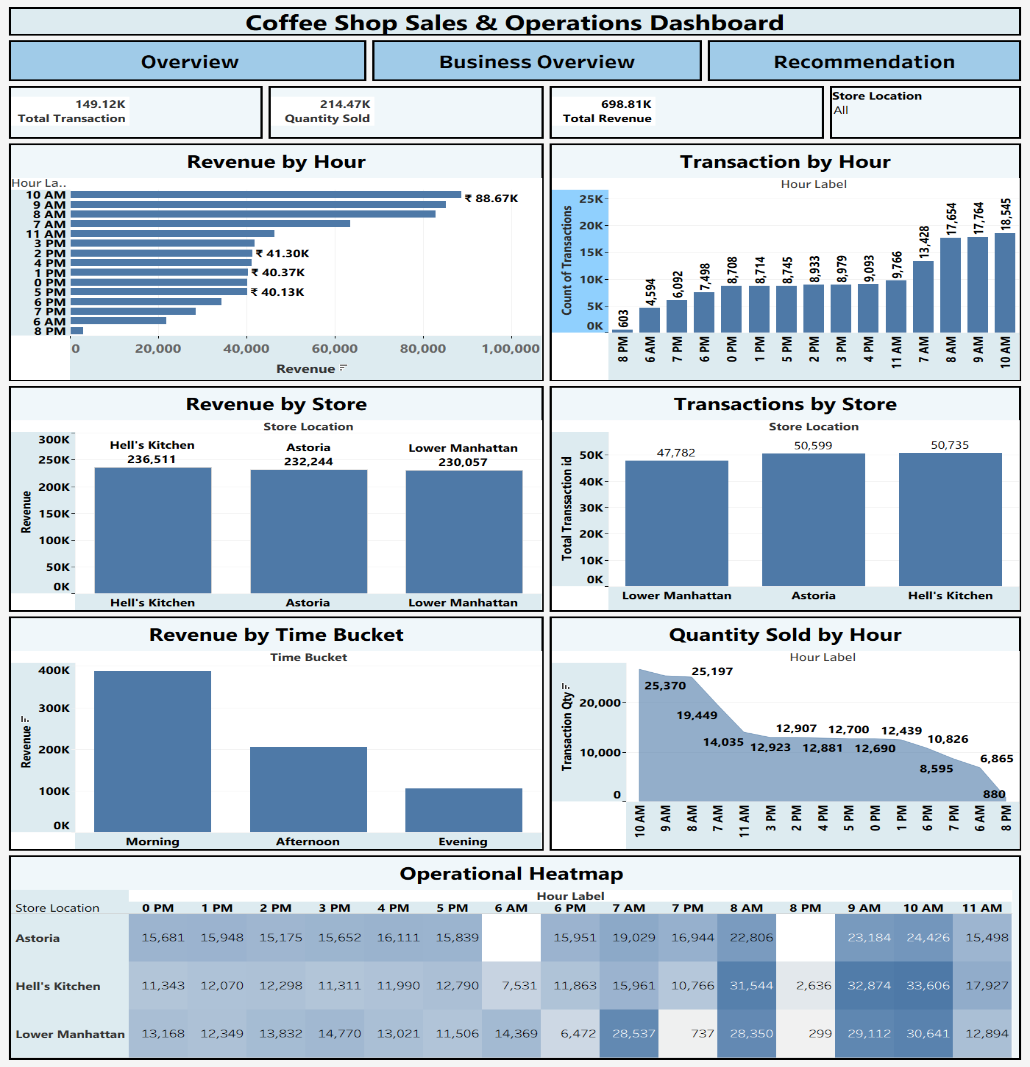 Coffee Shop Sales & Operations Dashboard
Overview
Business Overview
Recommendation
149.12K
Total Transaction
214.47K
Quantity Sold
698.81K
Total Revenue
Store Location
All
Revenue by Hour
Hour La..
10 AM
₹ 88.67K
9 AM
8 AM
7 AM
11 AM
3 PM
2 PM
₹ 41.30K
4 PM
1 PM
₹ 40.37K
0 PM
5 PM
₹ 40.13K
6 PM
7 PM
6 AM
8 PM
0 20,000 40,000 60,000 80,000 1,00,000
Revenue
Transaction by Hour
Hour Label
Count of Transactions
25K
20K
15K
10K
5K
0K
603 4,594 6,092 7,498 8,708 8,714 8,745 8,933 8,979 9,093 9,766 13,428 17,654 17,764 18,545
8 PM 6 AM 7 PM 6 PM 0 PM 1 PM 5 PM 2 PM 3 PM 4 PM 11 AM 7 AM 8 AM 9 AM 10 AM
Revenue by Store
Store Location
Revenue
300K
250K
200K
150K
100K
50K
0K
Hell's Kitchen Astoria Lower Manhattan
236,511 232,244 230,057
Hell's Kitchen Astoria Lower Manhattan
Transactions by Store
Store Location
Total Transsaction id
50K
40K
30K
20K
10K
0K
47,782 50,599 50,735
Lower Manhattan Astoria Hell's Kitchen
Revenue by Time Bucket
Time Bucket
Revenue
400K
300K
200K
100K
0K
Morning Afternoon Evening
Quantity Sold by Hour
Hour Label
Transaction Qty
20,000
10,000
0
25,370 25,197 19,449 14,035 12,923 12,907 12,881 12,700 12,690 12,439 10,826 8,595 6,865 880
10 AM 9 AM 8 AM 7 AM 11 AM 3 PM 2 PM 4 PM 5 PM 0 PM 1 PM 6 PM 7 PM 6 AM 8 PM
Operational Heatmap
Hour Label
Store Location 0 PM 1 PM 2 PM 3 PM 4 PM 5 PM 6 AM 6 PM 7 AM 7 PM 8 AM 8 PM 9 AM 10 AM 11 AM
Astoria 15,681 15,948 15,175 15,652 16,111 15,839 15,951 19,029 16,944 22,806 23,184 24,426 15,498
Hell's Kitchen 11,343 12,070 12,298 11,311 11,990 12,790 7,531 11,863 15,961 10,766 31,544 2,636 32,874 33,606 17,927
Lower Manhattan 13,168 12,349 13,832 14,770 13,021 11,506 14,369 6,472 28,537 737 28,350 299 29,112 30,641 12,894